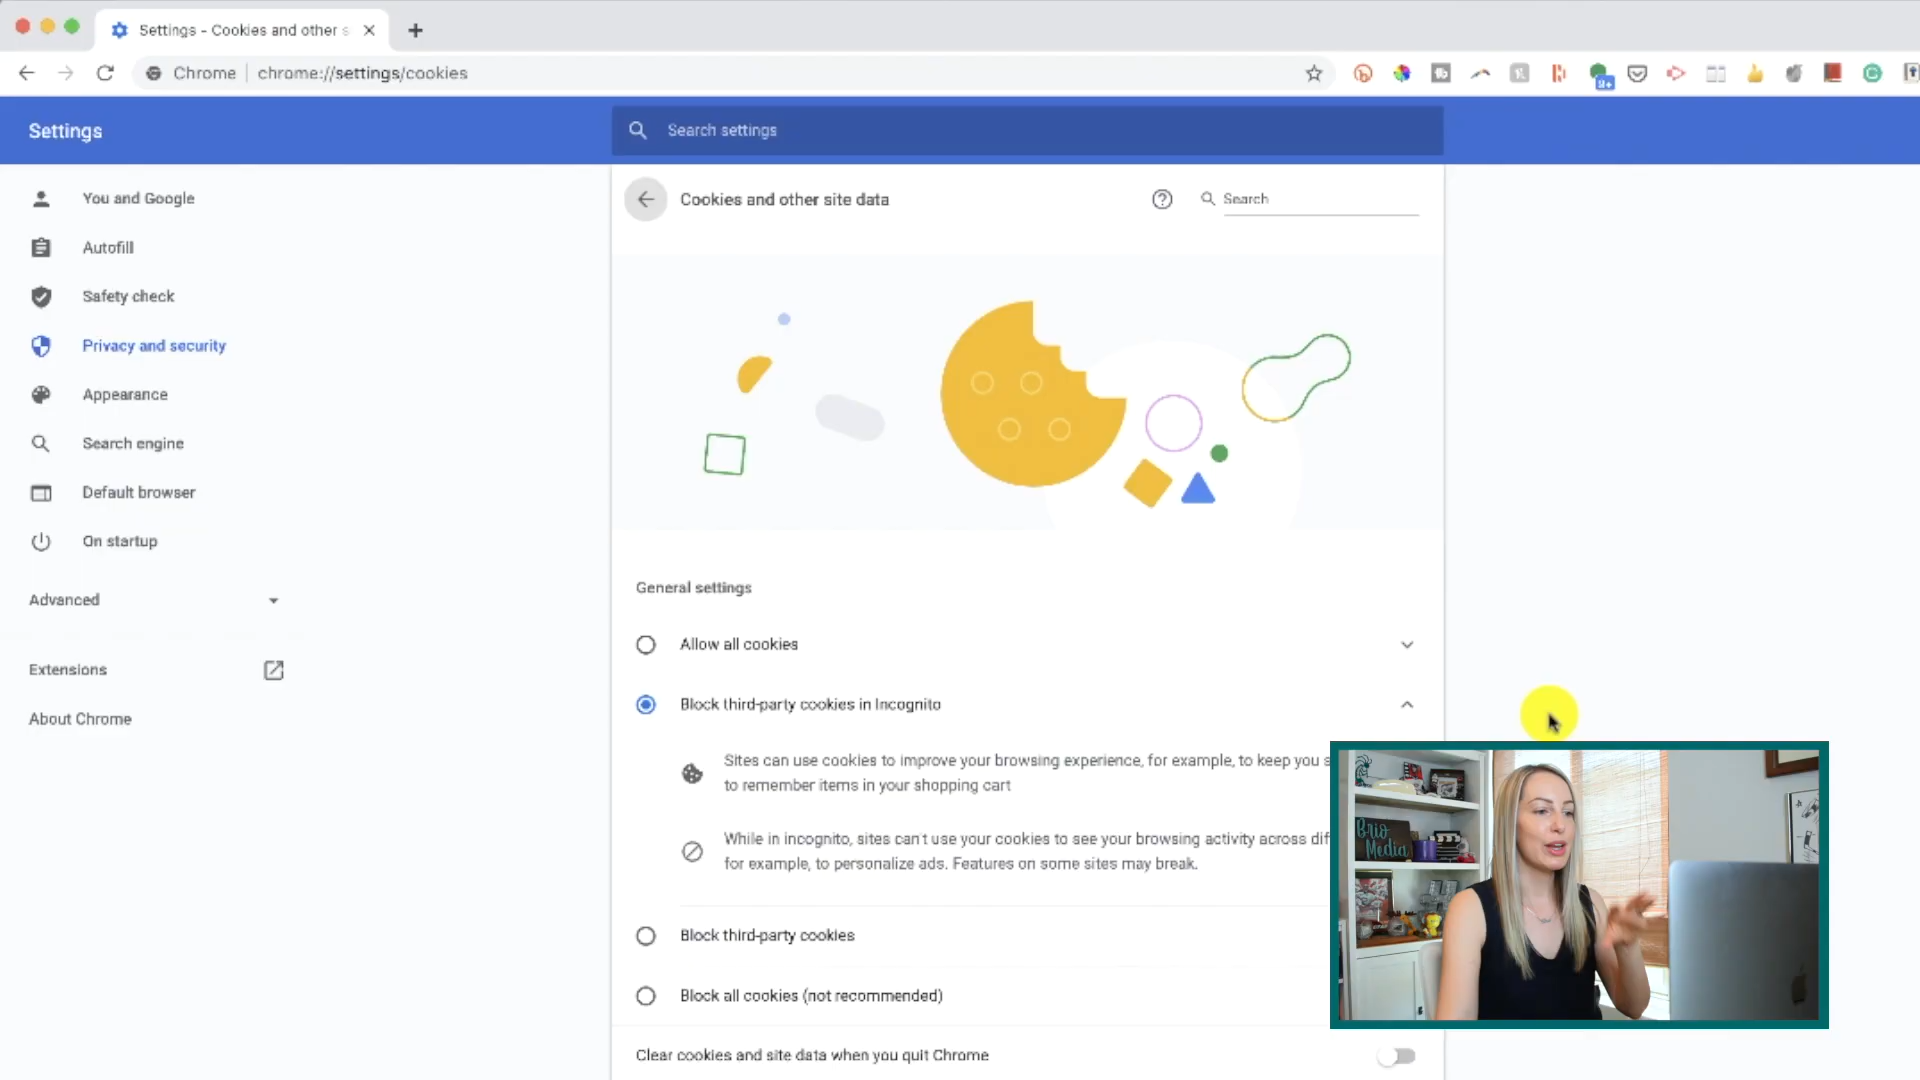 Settings - Cookies and other s
Chrome
chrome://settings/cookies
Settings
Search settings
You and Google
Autofill
Safety check
Privacy and security
Appearance
Search engine
Default browser
On startup
Advanced
Extensions
About Chrome
Cookies and other site data
Search
General settings
Allow all cookies
Block third-party cookies in Incognito
Sites can use cookies to improve your browsing experience, for example, to keep you s
to remember items in your shopping cart
While in incognito, sites can't use your cookies to see your browsing activity across dif
for example, to personalize ads. Features on some sites may break.
Block third-party cookies
Block all cookies (not recommended)
Clear cookies and site data when you quit Chrome
Brio
Media